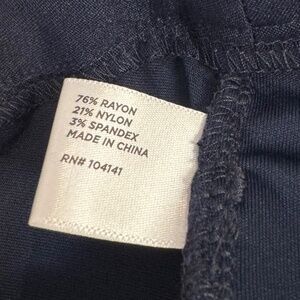 76% RAYON
21% NYLON
3% SPANDEX
MADE IN CHINA
RN# 104141